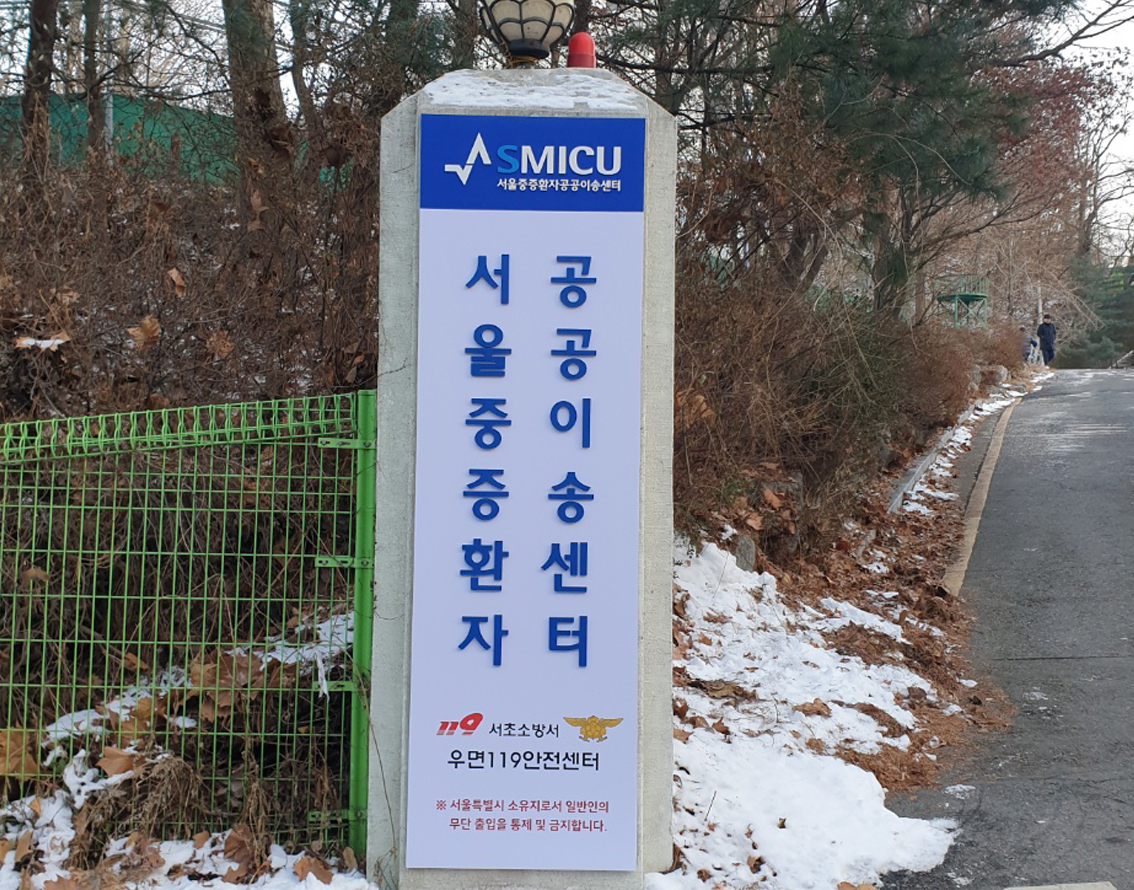 SMICU
서울중증환자공공이송센터
서울중증환자
공공이송센터
119 서초소방서
우면119안전센터
※ 서울특별시 소유지로서 일반인의
무단 출입을 통제 및 금지합니다.